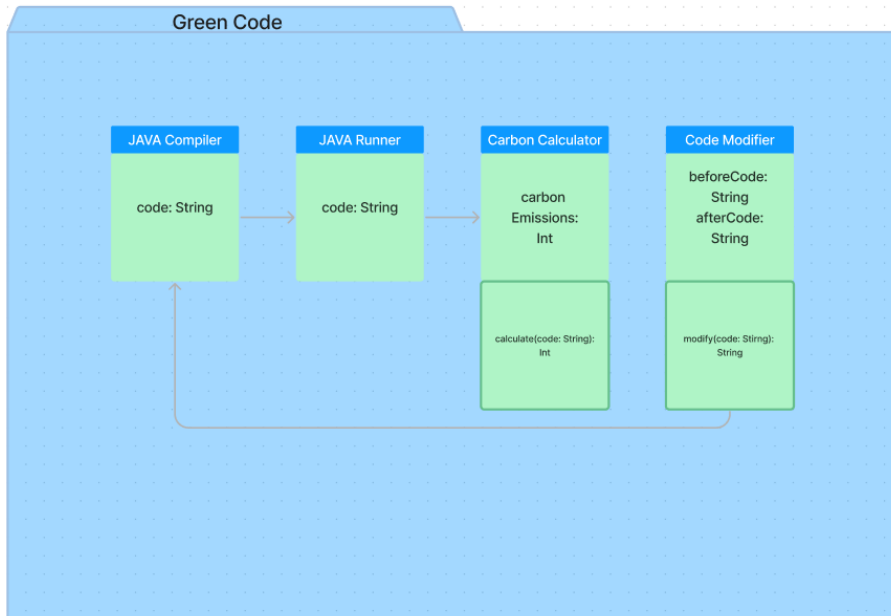 Green Code
JAVA Compiler
code: String
JAVA Runner
code: String
Carbon Calculator
carbon
Emissions:
Int
calculate(code: String):
Int
Code Modifier
beforeCode:
String
afterCode:
String
modify(code: Stirng):
String